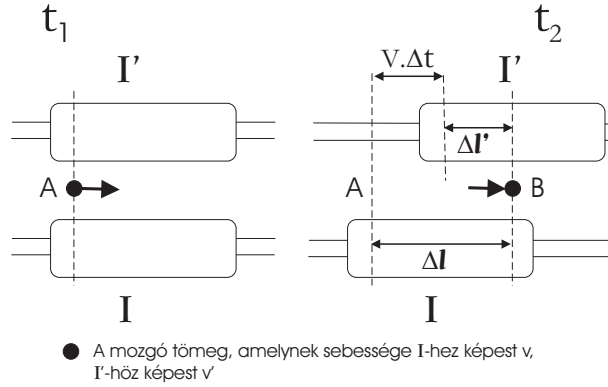 t₁
t₂
I'
V.Δt
I'
Δl'
A
A
B
Δl
I
I
A mozgó tömeg, amelynek sebessége I-hez képest v,
I'-höz képest v'